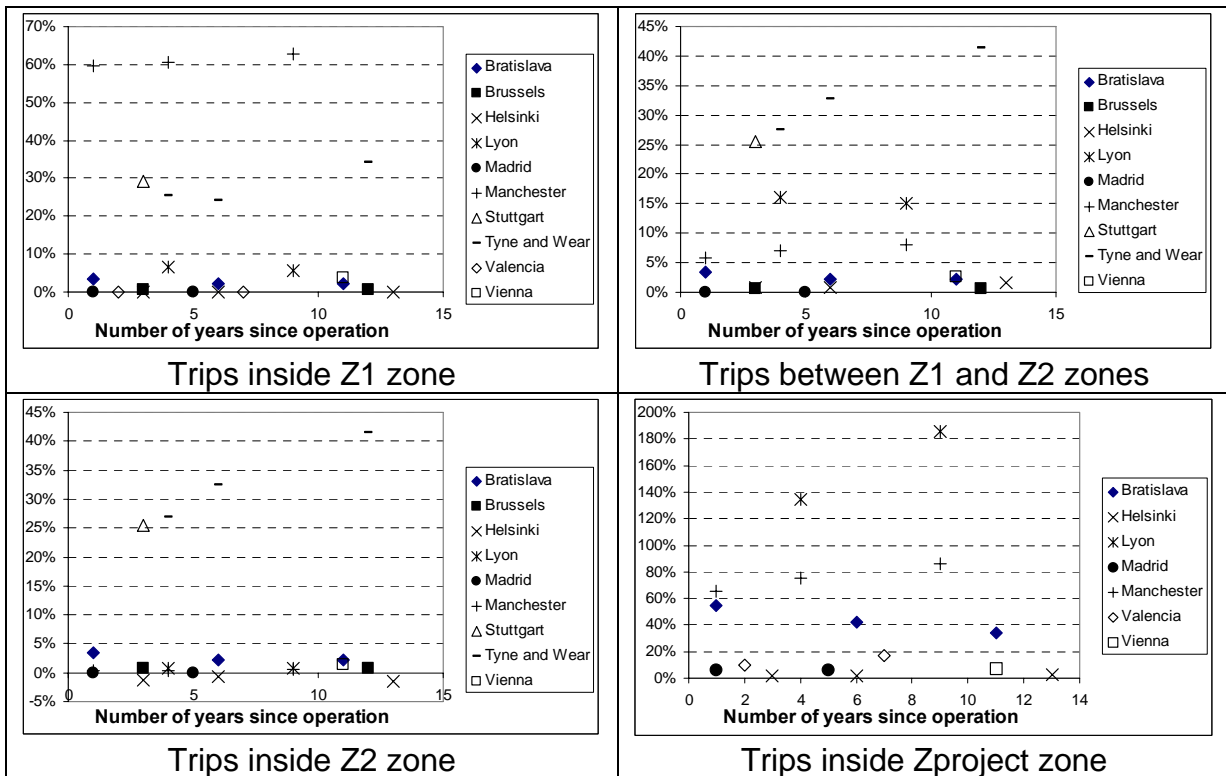 70%
60%
50%
40%
30%
20%
10%
0%
0 5 10 15
Number of years since operation
Bratislava
Brussels
Helsinki
Lyon
Madrid
Manchester
Stuttgart
Tyne and Wear
Valencia
Vienna
Trips inside Z1 zone
45%
40%
35%
30%
25%
20%
15%
10%
5%
0%
0 5 10 15
Number of years since operation
Bratislava
Brussels
Helsinki
Lyon
Madrid
Manchester
Stuttgart
Tyne and Wear
Vienna
Trips between Z1 and Z2 zones
45%
40%
35%
30%
25%
20%
15%
10%
5%
0%
-5%
0 5 10 15
Number of years since operation
Bratislava
Brussels
Helsinki
Lyon
Madrid
Manchester
Stuttgart
Tyne and Wear
Vienna
Trips inside Z2 zone
200%
180%
160%
140%
120%
100%
80%
60%
40%
20%
0%
0 2 4 6 8 10 12 14
Number of years since operation
Bratislava
Helsinki
Lyon
Madrid
Manchester
Valencia
Vienna
Trips inside Zproject zone